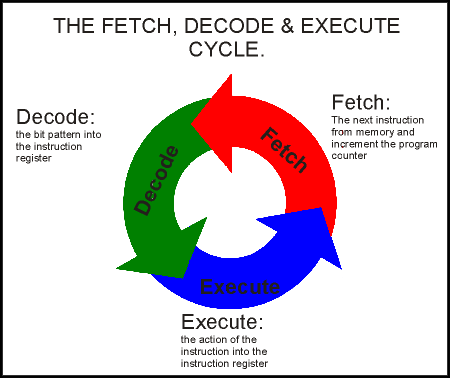 THE FETCH, DECODE & EXECUTE
CYCLE.
Fetch:
The next instruction
from memory and
increment the program
counter
Decode:
the bit pattern into
the instruction
register
Fetch
Decode
Execute
Execute:
the action of the
instruction into the
instruction register